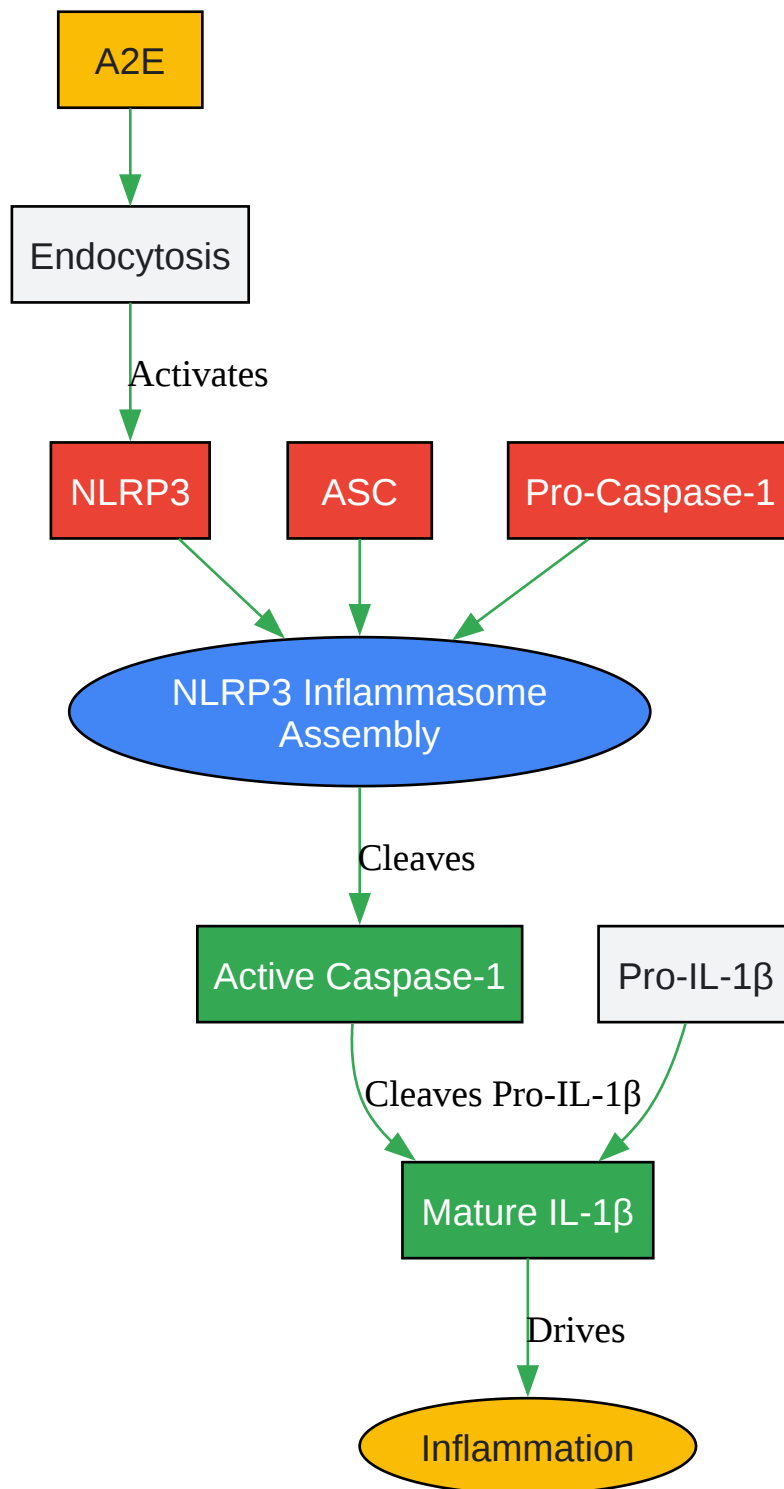 A2E
Endocytosis
Activates
NLRP3
ASC
Pro-Caspase-1
NLRP3 Inflammasome
Assembly
Cleaves
Active Caspase-1
Pro-IL-1β
Cleaves Pro-IL-1β
Mature IL-1β
Drives
Inflammation